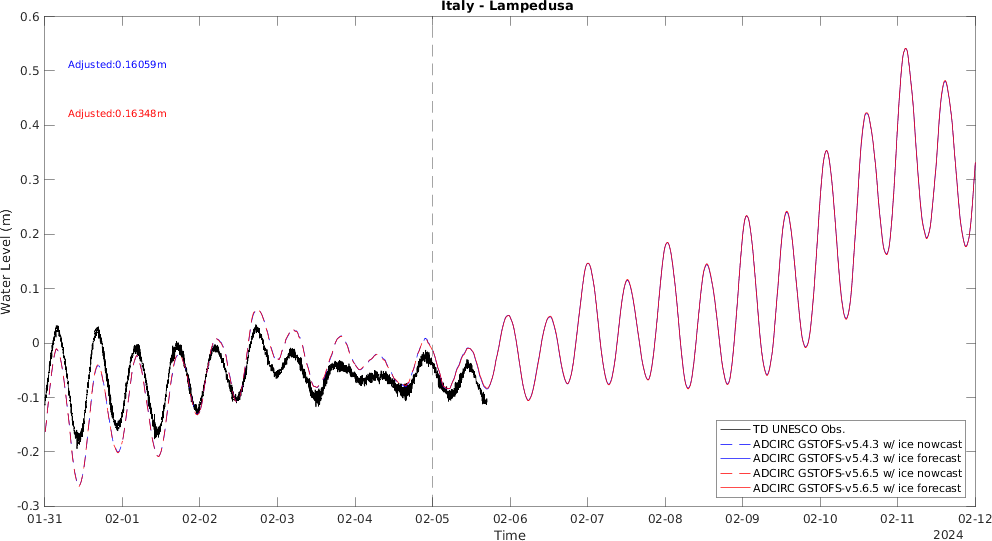 Italy - Lampedusa
0.6
0.5
0.4
0.3
0.2
0.1
0
-0.1
-0.2
-0.3
Water Level (m)
Adjusted:0.16059m
Adjusted:0.16348m
TD UNESCO Obs.
ADCIRC GSTOFS-v5.4.3 w/ ice nowcast
ADCIRC GSTOFS-v5.4.3 w/ ice forecast
ADCIRC GSTOFS-v5.6.5 w/ ice nowcast
ADCIRC GSTOFS-v5.6.5 w/ ice forecast
01-31 02-01 02-02 02-03 02-04 02-05 02-06 02-07 02-08 02-09 02-10 02-11 02-12
Time
2024